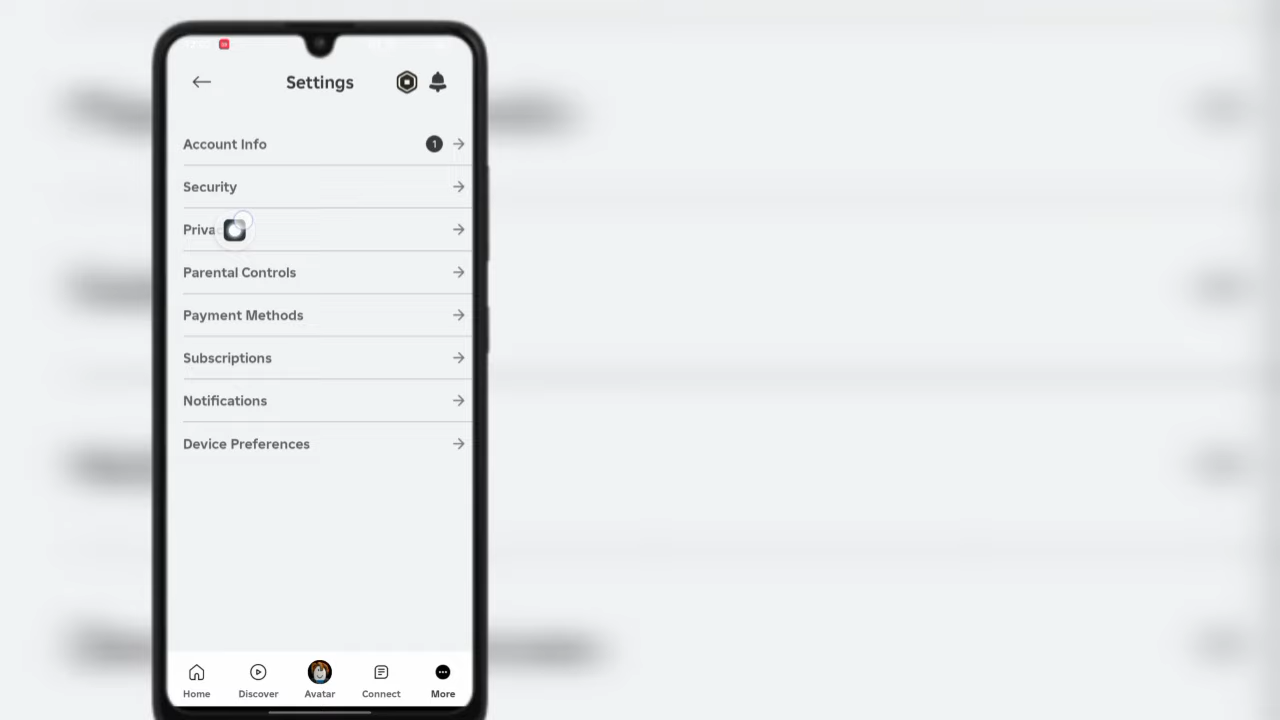 Settings
Account Info 1
Security
Priva
Parental Controls
Payment Methods
Subscriptions
Notifications
Device Preferences
Home Discover Avatar Connect More